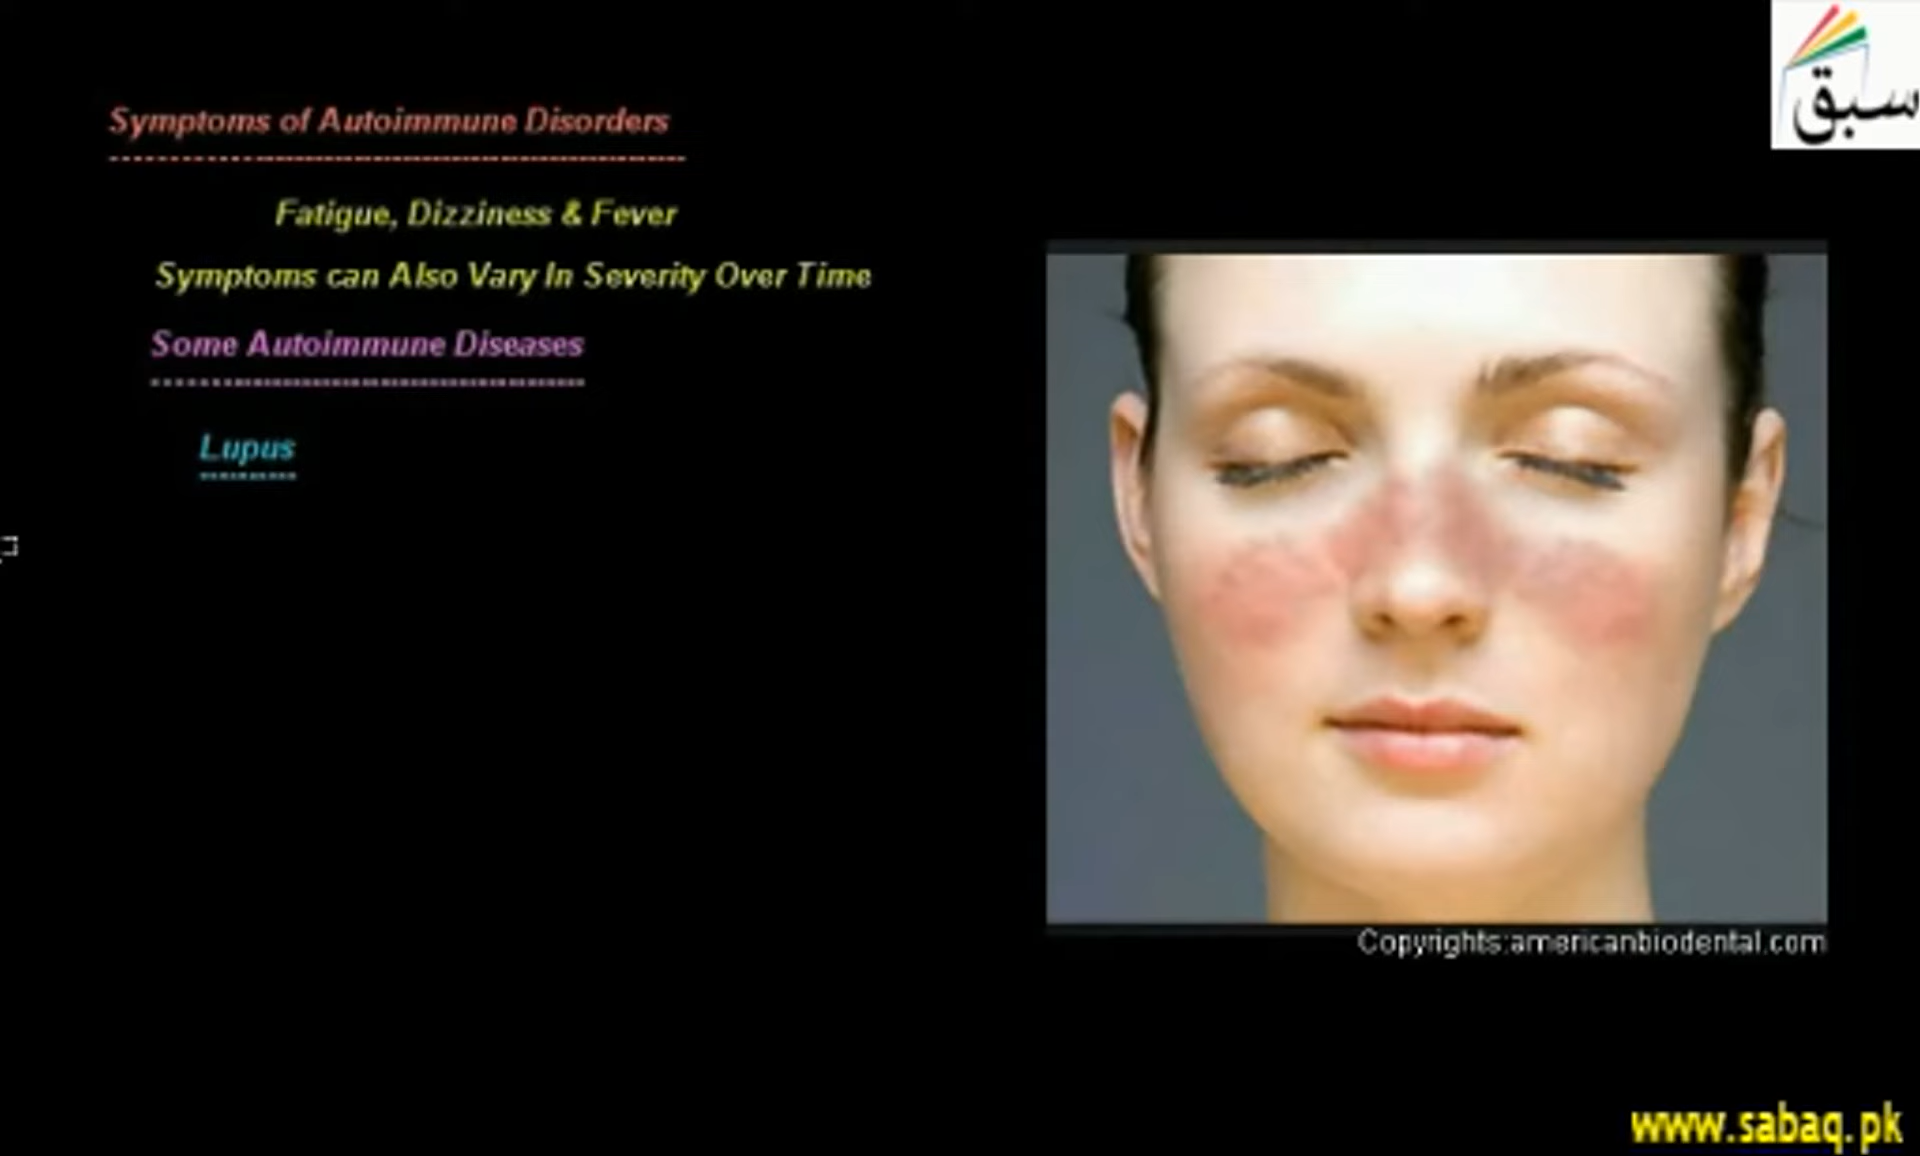 سبق
Symptoms of Autoimmune Disorders
Fatigue, Dizziness & Fever
Symptoms can Also Vary In Severity Over Time
Some Autoimmune Diseases
Lupus
Copyrights:americanbiodental.com
www.sabaq.pk